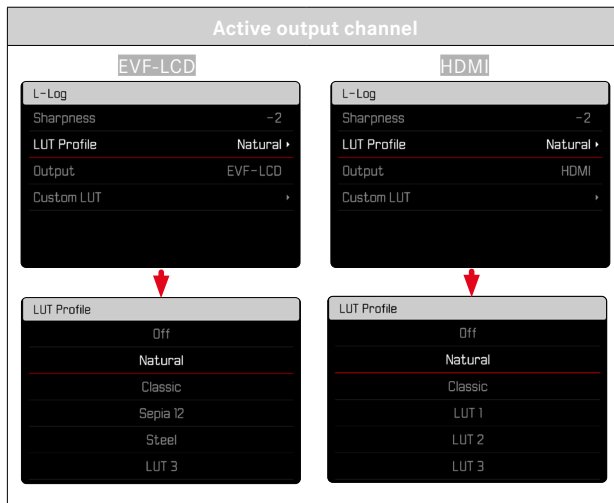 Active output channel
EVF-LCD
L-Log
Sharpness -2
LUT Profile Natural
Output EVF-LCD
Custom LUT
LUT Profile
Off
Natural
Classic
Sepia 12
Steel
LUT 3
HDMI
L-Log
Sharpness -2
LUT Profile Natural
Output HDMI
Custom LUT
LUT Profile
Off
Natural
Classic
LUT 1
LUT 2
LUT 3